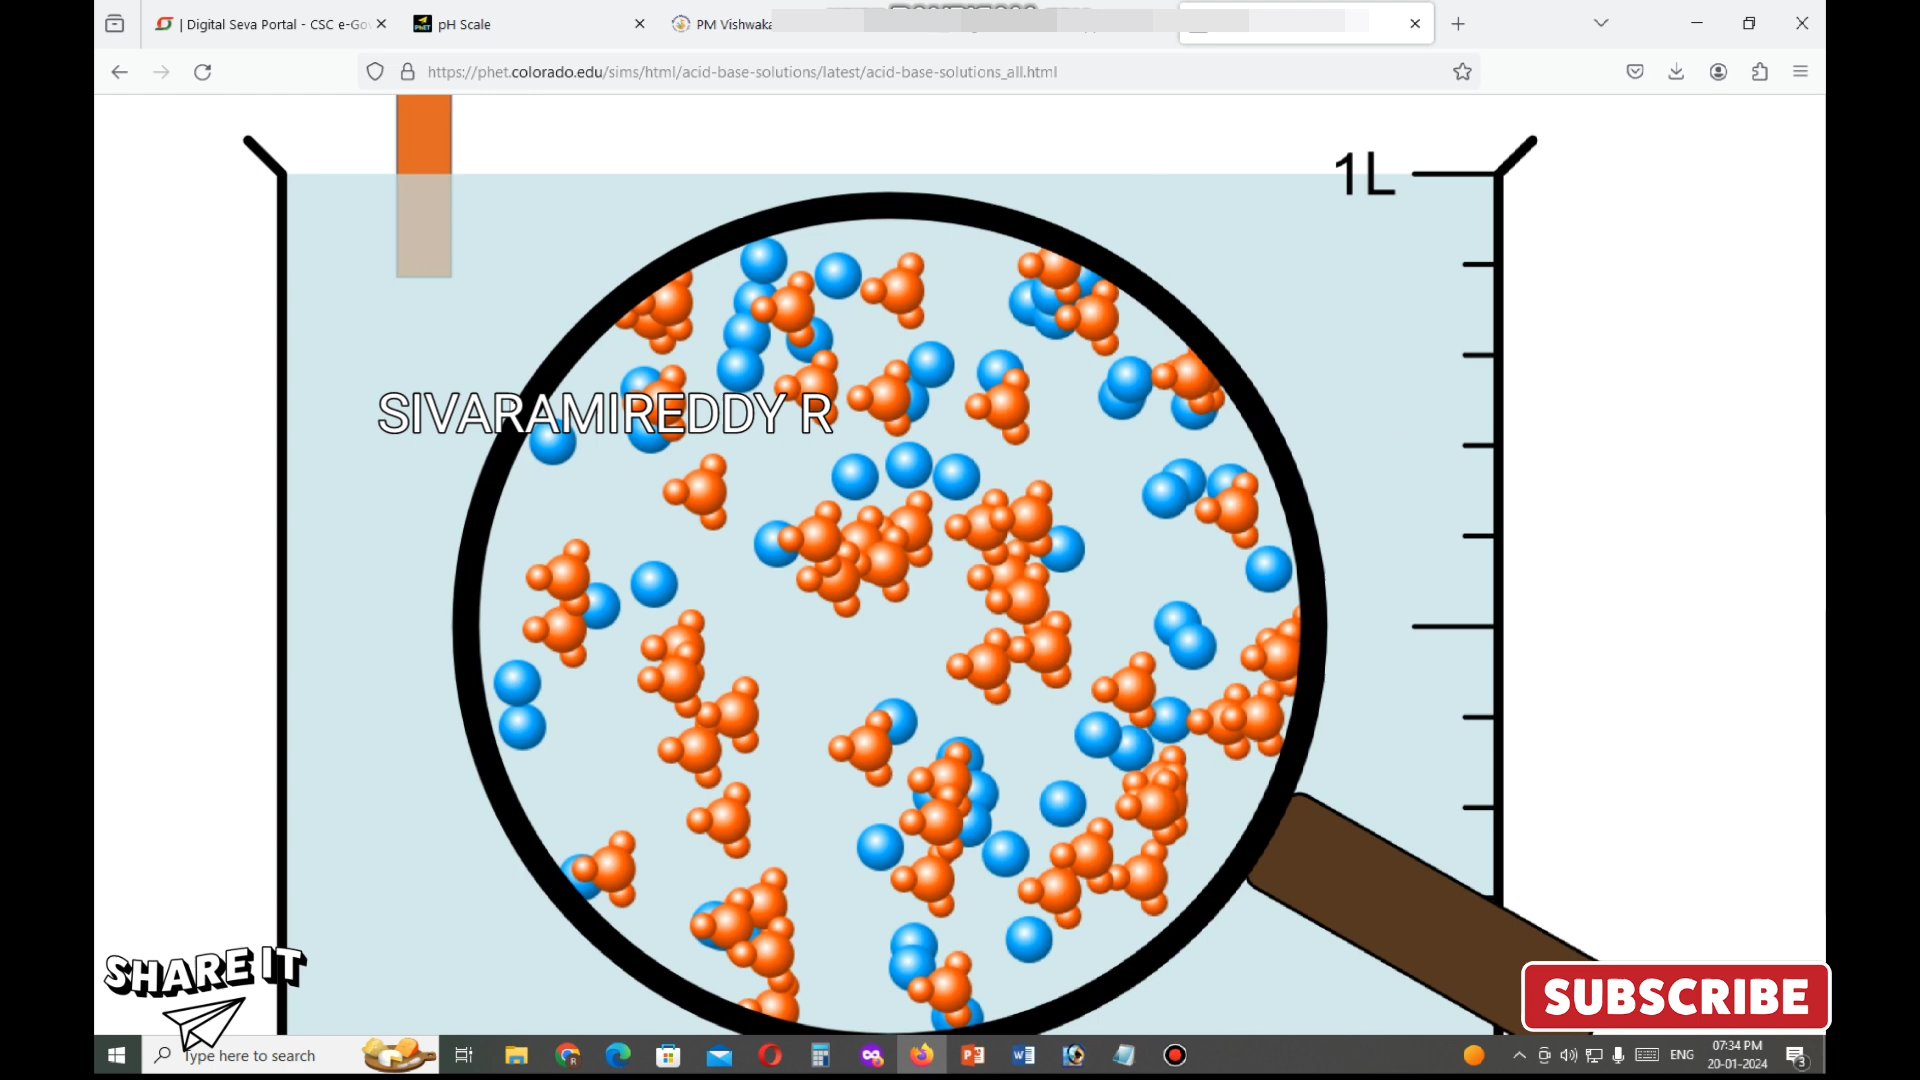 | Digital Seva Portal - CSC e-Gov
pH Scale
PM Vishwaka
https://phet.colorado.edu/sims/html/acid-base-solutions/latest/acid-base-solutions_all.html
1L
SIVARAMIREDDY R
SHARE IT
SUBSCRIBE
Type here to search
ENG
07:34 PM
20-01-2024
3